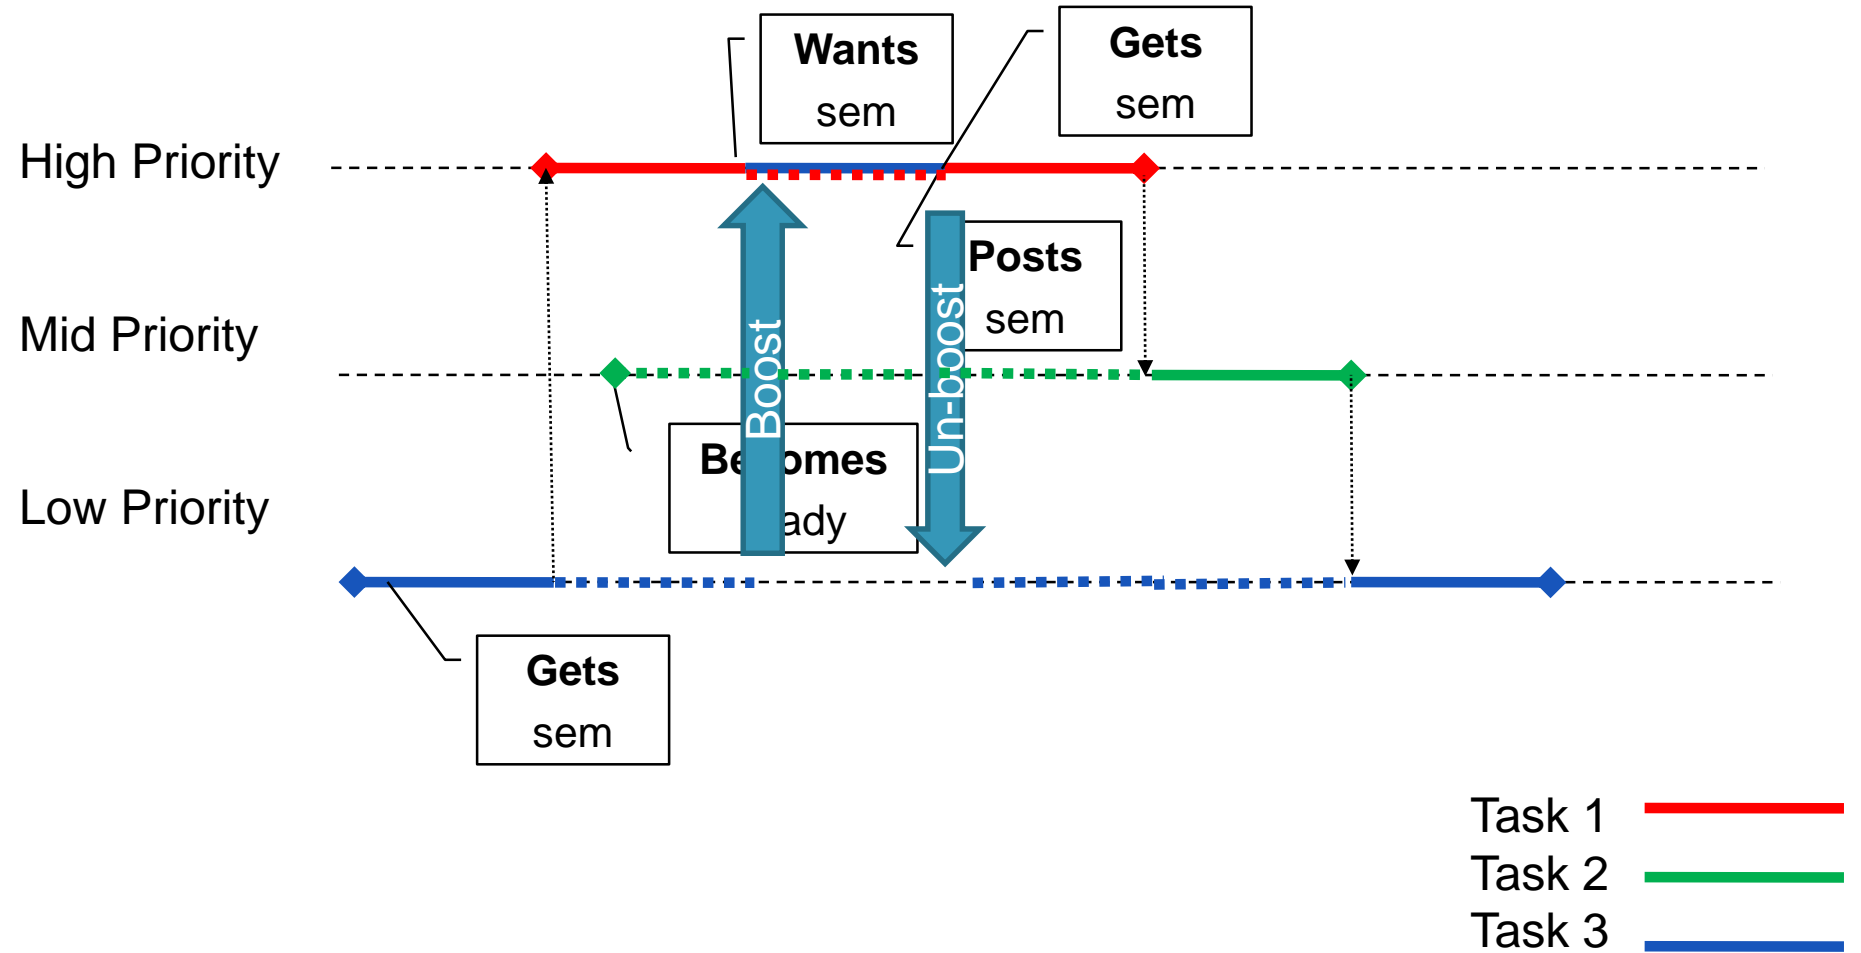 Wants
sem
Gets
sem
High Priority
Posts
sem
Mid Priority
Boost
Un-boost
Low Priority
Gets
sem
Task 1
Task 2
Task 3